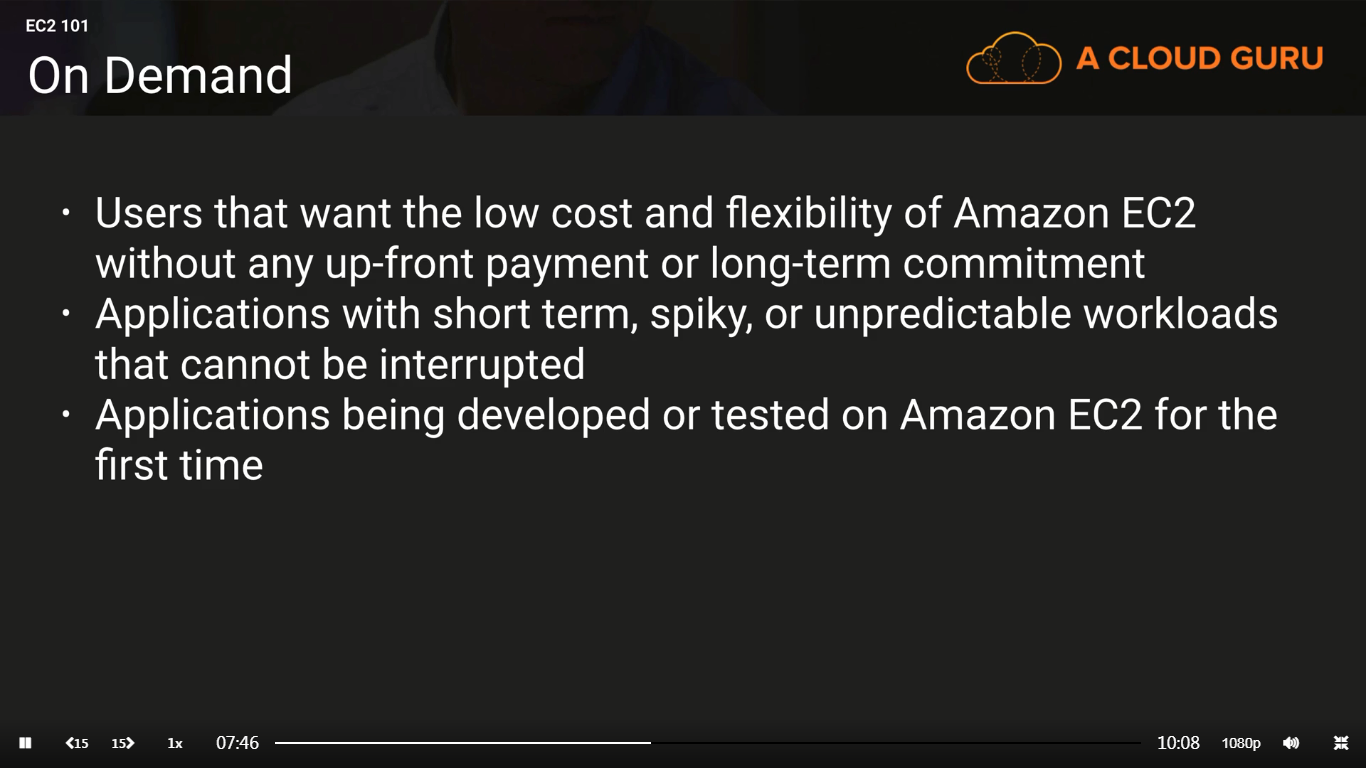 EC2 101
On Demand
A CLOUD GURU
• Users that want the low cost and flexibility of Amazon EC2
without any up-front payment or long-term commitment
• Applications with short term, spiky, or unpredictable workloads
that cannot be interrupted
• Applications being developed or tested on Amazon EC2 for the
first time
15 15 1x 07:46 10:08 1080p